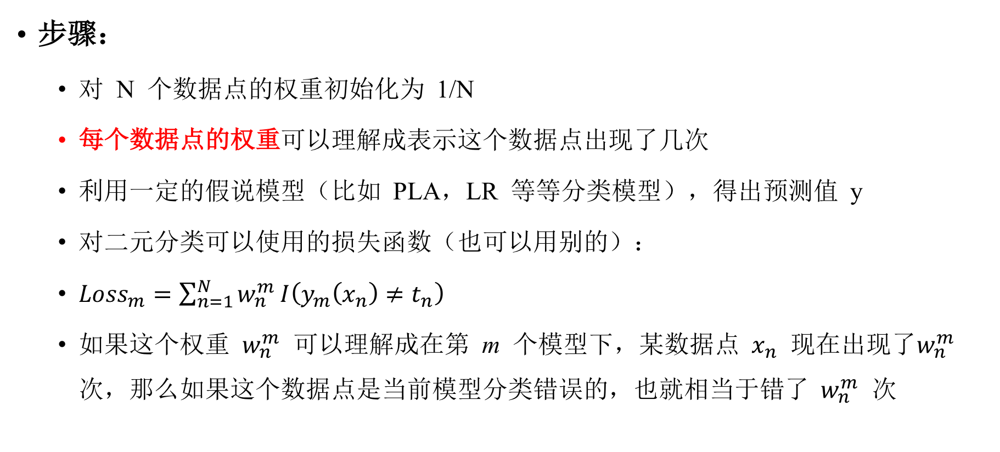 • 步骤：
• 对 N 个数据点的权重初始化为 1/N
• 每个数据点的权重可以理解成表示这个数据点出现了几次
• 利用一定的假说模型（比如 PLA，LR 等等分类模型），得出预测值 y
• 对二元分类可以使用的损失函数（也可以用别的）：
• $Loss_m = \sum_{n=1}^{N} w_n^m I(y_m(x_n) \neq t_n)$
• 如果这个权重 $w_n^m$ 可以理解成在第 m 个模型下，某数据点 $x_n$ 现在出现了$w_n^m$
次，那么如果这个数据点是当前模型分类错误的，也就相当于错了 $w_n^m$ 次